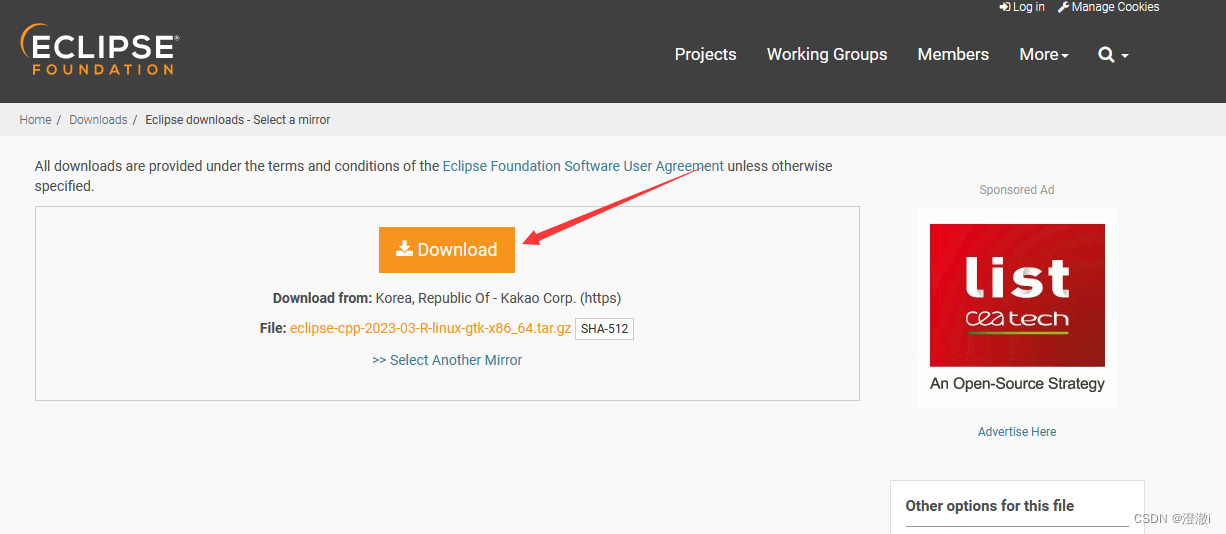 Log in Manage Cookies
ECLIPSE®
FOUNDATION
Projects Working Groups Members More
Home / Downloads / Eclipse downloads - Select a mirror
All downloads are provided under the terms and conditions of the Eclipse Foundation Software User Agreement unless otherwise
specified.
Download
Download from: Korea, Republic Of - Kakao Corp. (https)
File: eclipse-cpp-2023-03-R-linux-gtk-x86_64.tar.gz SHA-512
>> Select Another Mirror
Sponsored Ad
list
cea tech
An Open-Source Strategy
Advertise Here
Other options for this file
CSDN @澄澈i